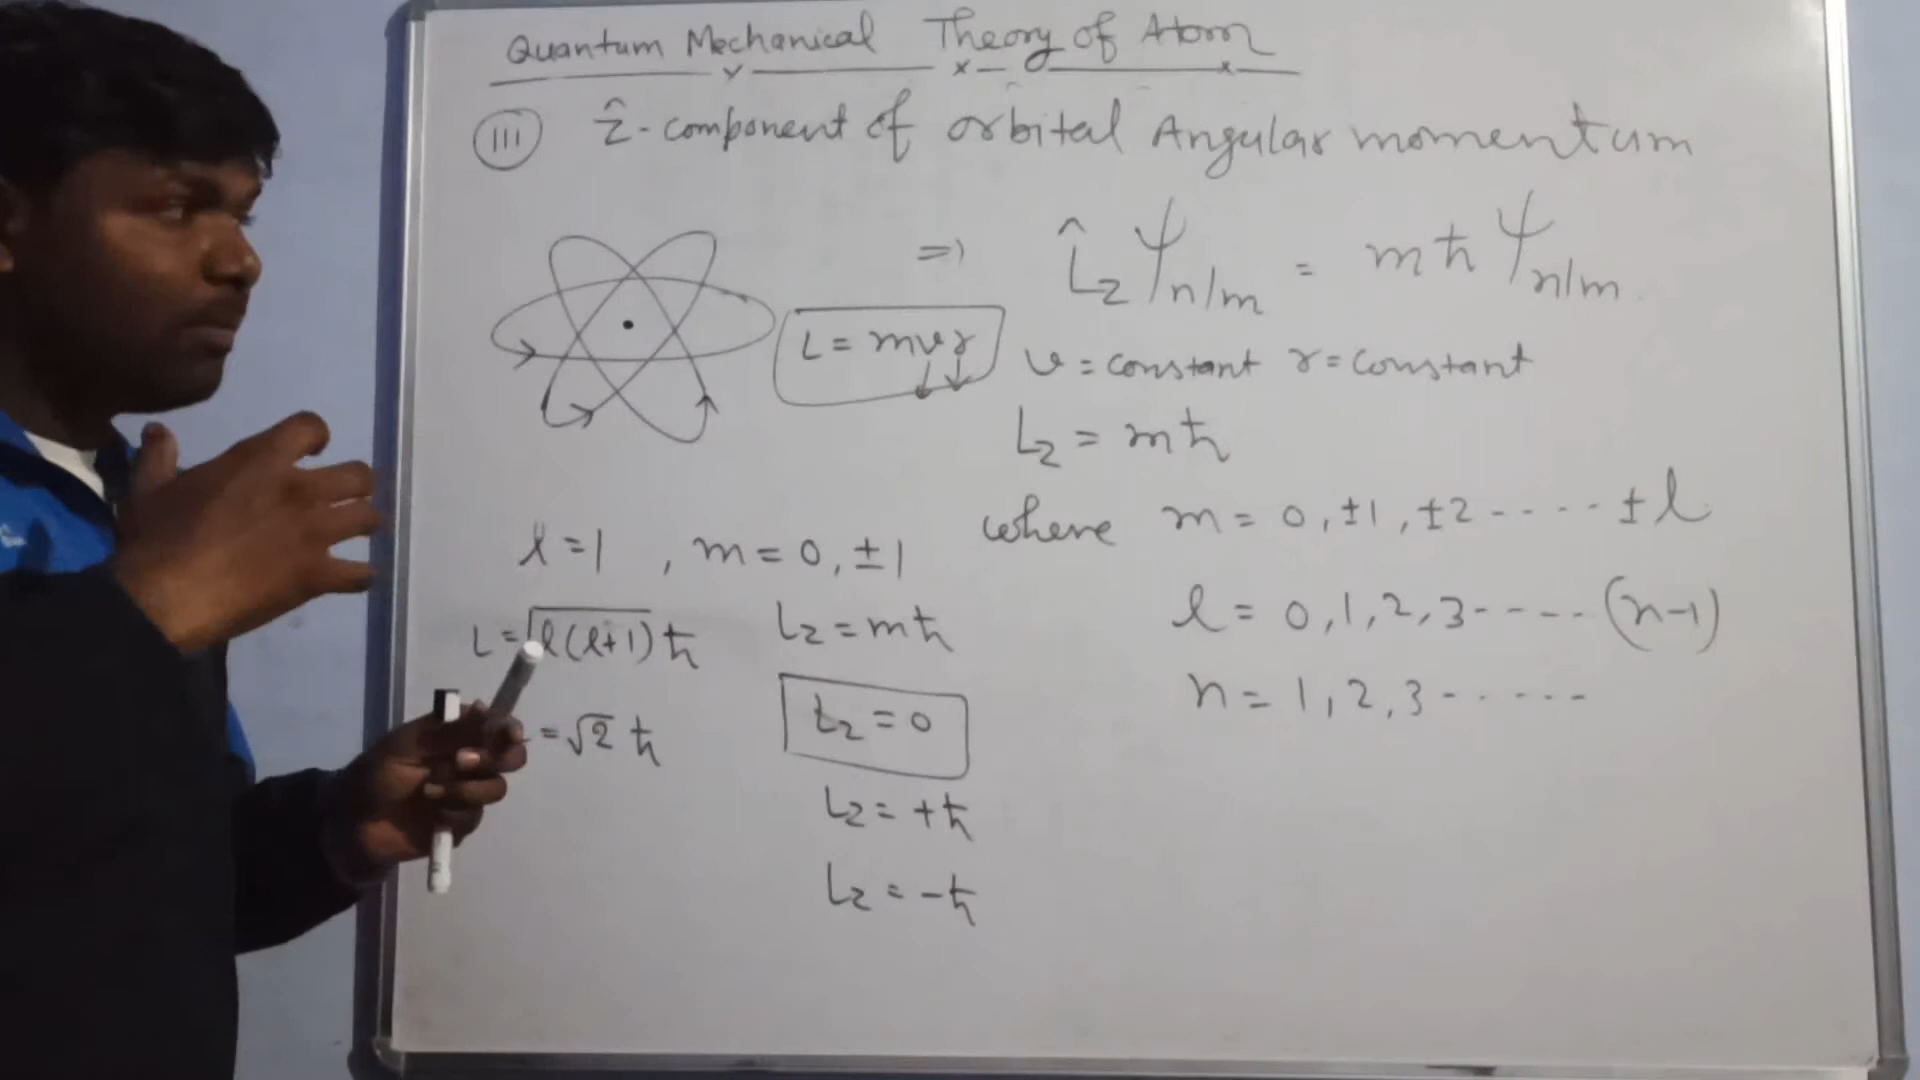 Quantum Mechanical Theory of Atom
III ẑ-component of orbital Angular momentum
⇒ L̂z ψnlm = mħ ψnlm
L = mvr
v = constant r = constant
Lz = mħ
where m = 0, ±1, ±2 ----- ±l
l = 0, 1, 2, 3 ----- (n-1)
n = 1, 2, 3 ------
l = 1 , m = 0, ±1
L = √l(l+1) ħ
= √2 ħ
Lz = mħ
Lz = 0
Lz = +ħ
Lz = -ħ